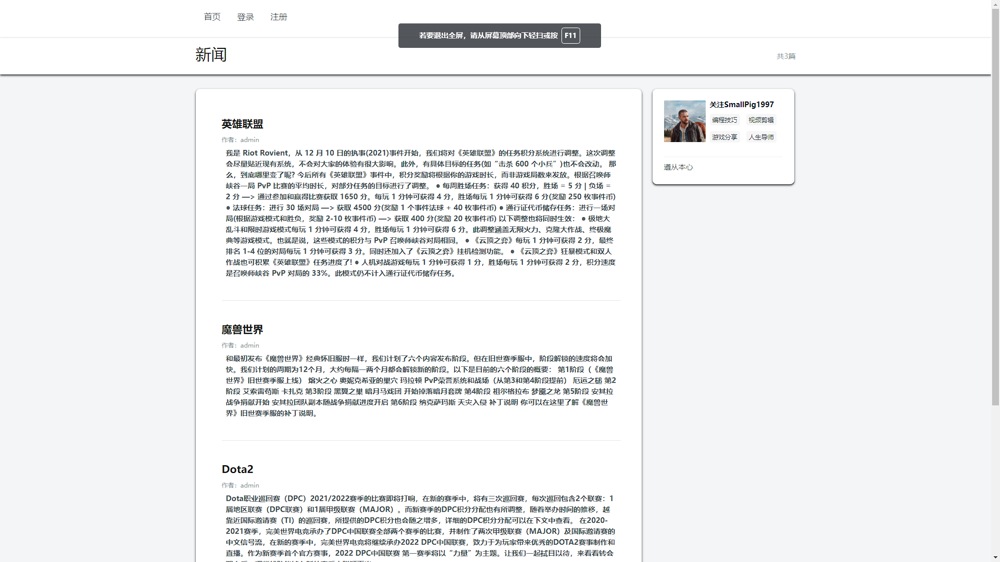 首页 登录 注册
若要退出全屏，请从屏幕顶部向下轻扫或按 F11
新闻
共3篇
英雄联盟
作者：admin
我是 Riot Rovient，从 12 月 10 日的执事(2021)事件开始，我们将对《英雄联盟》的任务积分系统进行调整。这次调整
会尽量贴近现有系统，不会对大家的体验有很大影响。此外，有具体目标的任务(如“击杀 600 个小兵”)也不会改动。 那
么，到底哪里变了呢? 今后所有《英雄联盟》事件中，积分奖励将根据你的游戏时长，而非游戏局数来发放。根据召唤师
峡谷一局 PvP 比赛的平均时长，对部分任务的目标进行了调整。 ● 每周胜场任务：获得 40 积分，胜场 = 5 分 | 负场 =
2 分 —> 通过参加和赢得比赛获取 1650 分。每玩 1 分钟可获得 4 分，胜场每玩 1 分钟可获得 6 分(奖励 250 枚事件币)
● 法球任务：进行 30 场对局 —> 获取 4500 分(奖励 1 个事件法球 + 40 枚事件币) ● 通行证代币储存任务：进行一场对
局(根据游戏模式和胜负，奖励 2-10 枚事件币) —> 获取 400 分(奖励 20 枚事件币) 以下调整也将同时生效： ● 极地大
乱斗和限时游戏模式每玩 1 分钟可获得 4 分，胜场每玩 1 分钟可获得 6 分。此调整涵盖无限火力、克隆大作战、终极魔
典等游戏模式。也就是说，这些模式的积分与 PvP 召唤师峡谷对局相同。 ● 《云顶之弈》每玩 1 分钟可获得 2 分，最终
排名 1-4 位的对局每玩 1 分钟可获得 3 分。同时还加入了《云顶之弈》挂机检测功能。 ● 《云顶之弈》狂暴模式和双人
作战也可积累《英雄联盟》任务进度了! ● 人机对战游戏每玩 1 分钟可获得 1 分，胜场每玩 1 分钟可获得 2 分，积分速度
是召唤师峡谷 PvP 对局的 33%。此模式仍不计入通行证代币储存任务。
魔兽世界
作者：admin
和最初发布《魔兽世界》经典怀旧服时一样，我们计划了六个内容发布阶段。但在旧世赛季服中，阶段解锁的速度将会加
快。我们计划的周期为12个月，大约每隔一两个月都会解锁新的阶段。以下是目前的六个阶段的概要： 第1阶段（《魔兽
世界》旧世赛季服上线） 熔火之心 奥妮克希亚的巢穴 玛拉顿 PvP荣誉系统和战场（从第3和第4阶段提前） 厄运之槌 第2
阶段 艾索雷苟斯 卡扎克 第3阶段 黑翼之巢 暗月马戏团 开始掉落暗月套牌 第4阶段 祖尔格拉布 梦魇之龙 第5阶段 安其拉
战争捐献开始 安其拉团队副本随战争捐献进度开启 第6阶段 纳克萨玛斯 天灾入侵 补丁说明 你可以在这里了解《魔兽世
界》旧世赛季服的补丁说明。
Dota2
作者：admin
Dota职业巡回赛（DPC）2021/2022赛季的比赛即将打响，在新的赛季中，将有三次巡回赛，每次巡回包含2个联赛：1
届地区联赛（DPC联赛）和1届甲级联赛（MAJOR）。而新赛季的DPC积分分配也有所调整，随着举办时间的推移，越
靠近国际邀请赛（TI）的巡回赛，所提供的DPC积分也会随之增多，详细的DPC积分分配可以在下文中查看。 在2020-
2021赛季，完美世界电竞承办了DPC中国联赛全部两个赛季的比赛，并制作了两次甲级联赛（MAJOR）及国际邀请赛的
中文信号流，在新的赛季中，完美世界电竞将继续承办2022 DPC中国联赛，致力于为玩家带来优秀的DOTA2赛事制作和
直播。作为新赛季首个官方赛事，2022 DPC中国联赛 第一赛季将以“力量”为主题。让我们一起拭目以待，来看看转会
关注SmallPig1997
编程技巧 视频剪辑
游戏分享 人生导师
遵从本心